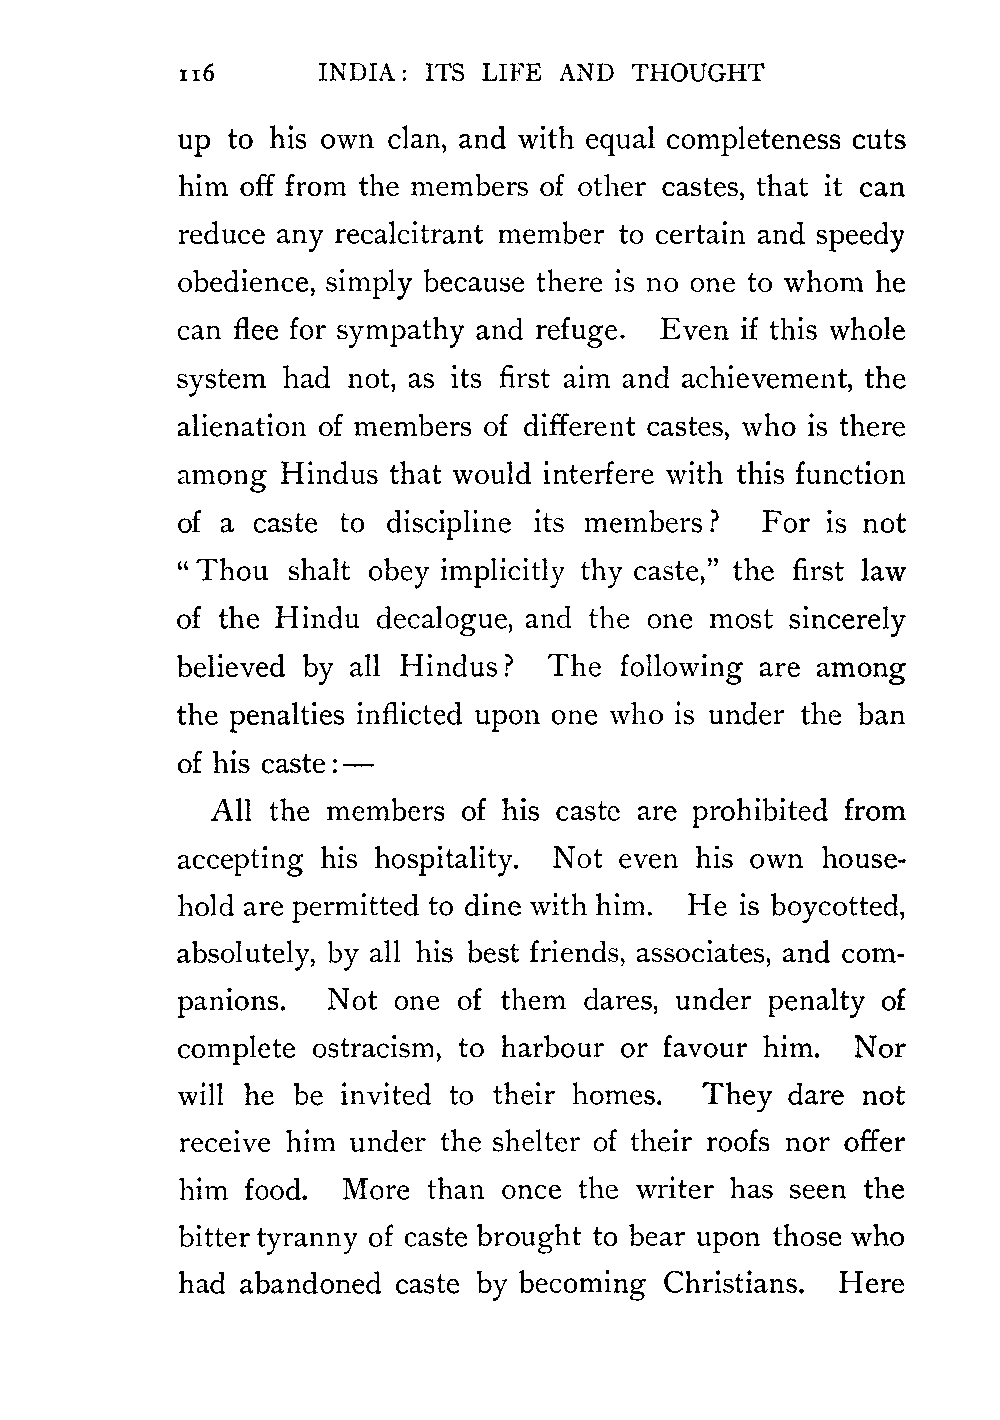 116 INDIA: ITS LIFE AND THOUGHT
up to his own clan, and with equal completeness cuts
him off from the members of other castes, that it can
reduce any recalcitrant member to certain and speedy
obedience, simply because there is no one to whom he
can flee for sympathy and refuge. Even if this whole
system had not, as its first aim and achievement, the
alienation of members of different castes, who is there
among Hindus that would interfere with this function
of a caste to discipline its members? For is not
"Thou shalt obey implicitly thy caste," the first law
of the Hindu decalogue, and the one most sincerely
believed by all Hindus? The following are among
the penalties inflicted upon one who is under the ban
of his caste:—
All the members of his caste are prohibited from
accepting his hospitality. Not even his own house-
hold are permitted to dine with him. He is boycotted,
absolutely, by all his best friends, associates, and com-
panions. Not one of them dares, under penalty of
complete ostracism, to harbour or favour him. Nor
will he be invited to their homes. They dare not
receive him under the shelter of their roofs nor offer
him food. More than once the writer has seen the
bitter tyranny of caste brought to bear upon those who
had abandoned caste by becoming Christians. Here